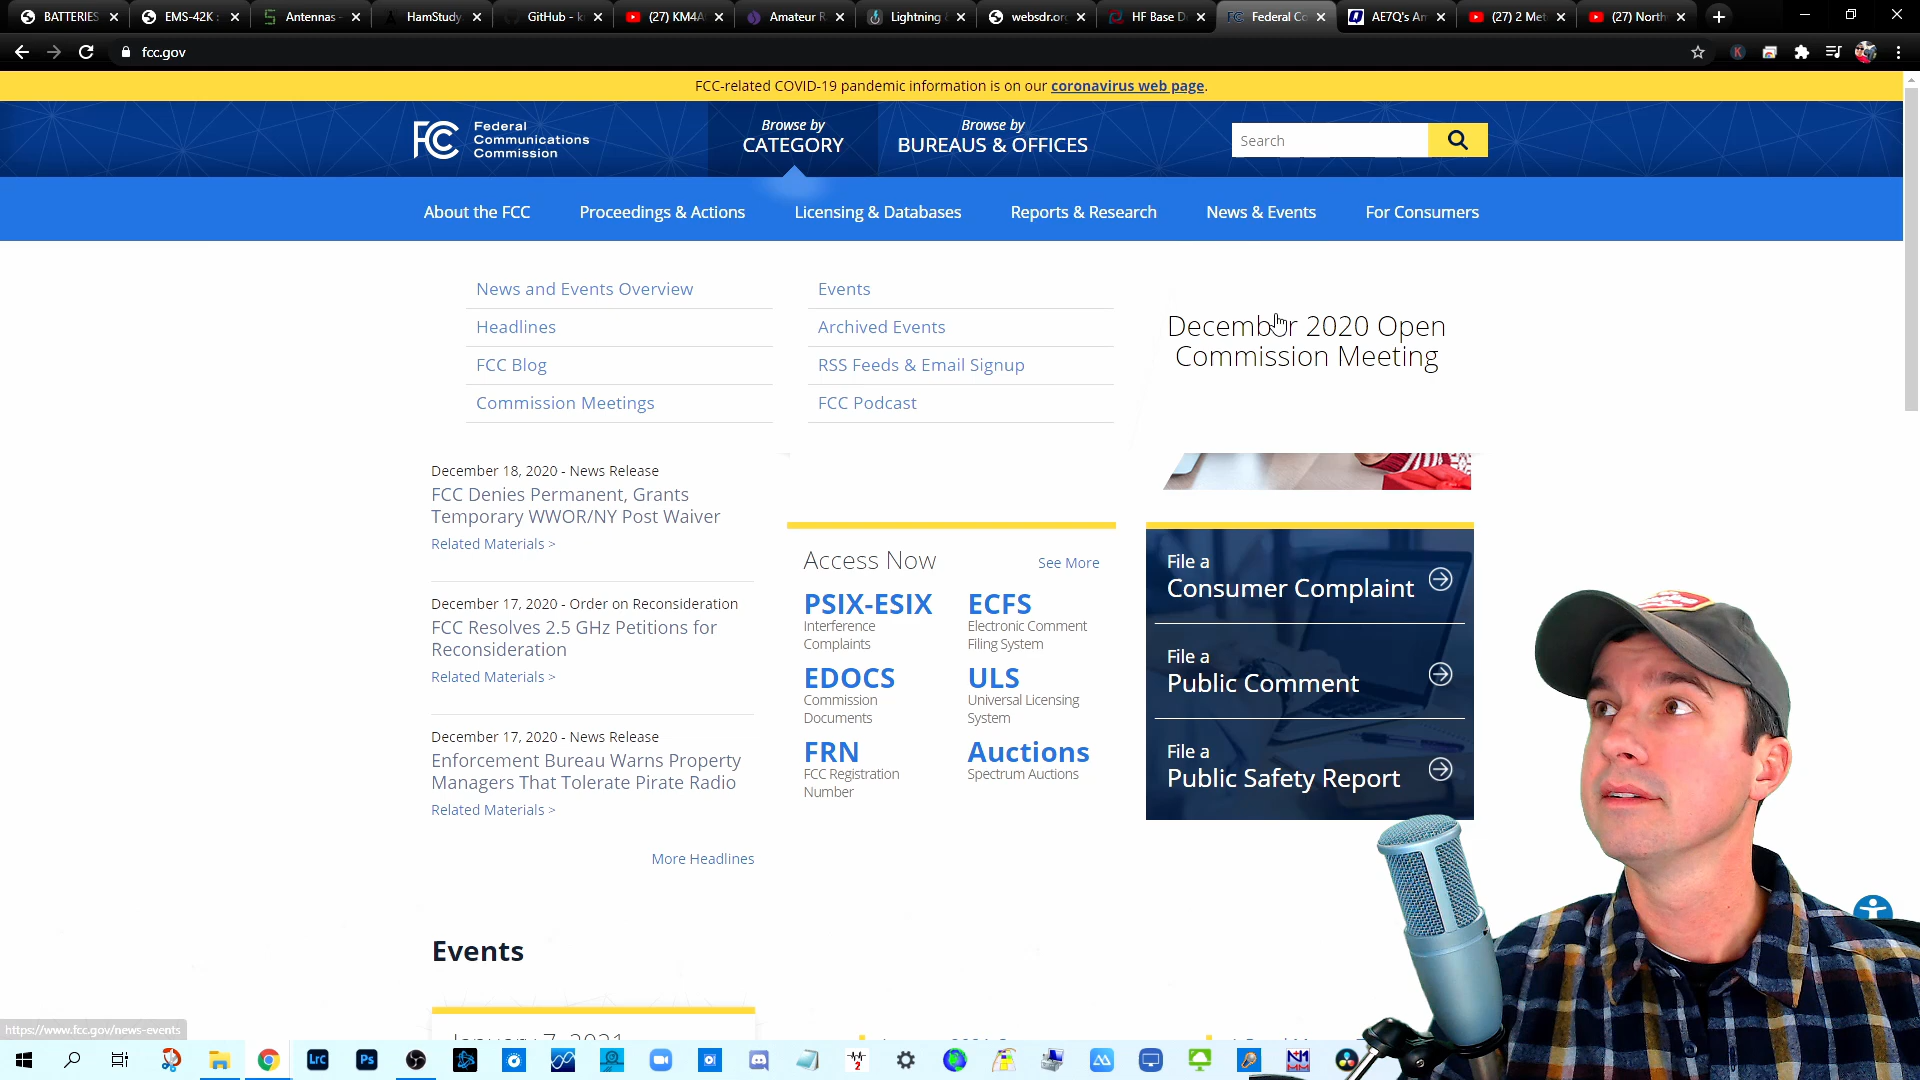 BATTERIES
EMS-42K :
Antennas -
HamStudy
GitHub - k
(27) KM4A
Amateur R
Lightning
websdr.org
HF Base D
Federal Co
AE7Q's Am
(27) 2 Met
(27) North
fcc.gov
FCC-related COVID-19 pandemic information is on our coronavirus web page.
FCC Federal
Communications
Commission
Browse by
CATEGORY
Browse by
BUREAUS & OFFICES
Search
About the FCC
Proceedings & Actions
Licensing & Databases
Reports & Research
News & Events
For Consumers
News and Events Overview
Headlines
FCC Blog
Commission Meetings
Events
Archived Events
RSS Feeds & Email Signup
FCC Podcast
December 2020 Open
Commission Meeting
December 18, 2020 - News Release
FCC Denies Permanent, Grants
Temporary WWOR/NY Post Waiver
Related Materials >
December 17, 2020 - Order on Reconsideration
FCC Resolves 2.5 GHz Petitions for
Reconsideration
Related Materials >
December 17, 2020 - News Release
Enforcement Bureau Warns Property
Managers That Tolerate Pirate Radio
Related Materials >
More Headlines
Access Now
See More
PSIX-ESIX
Interference
Complaints
ECFS
Electronic Comment
Filing System
EDOCS
Commission
Documents
ULS
Universal Licensing
System
FRN
FCC Registration
Number
Auctions
Spectrum Auctions
File a
Consumer Complaint
File a
Public Comment
File a
Public Safety Report
Events
January 7, 2021
https://www.fcc.gov/news-events
LrC
Ps